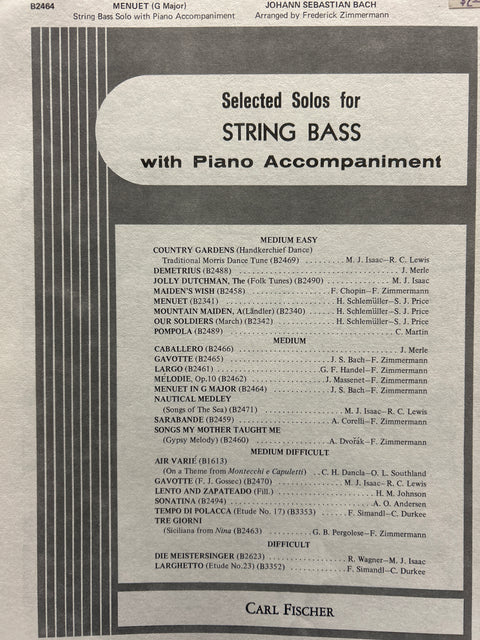 B2464 MENUET (G Major) JOHANN SEBASTIAN BACH
String Bass Solo with Piano Accompaniment Arranged by Frederick Zimmermann
Selected Solos for
STRING BASS
with Piano Accompaniment
MEDIUM EASY
COUNTRY GARDENS (Handkerchief Dance)
Traditional Morris Dance Tune (B2469) ......... M. J. Isaac—R. C. Lewis
DEMETRIUS (B2488) .................................. J. Merle
JOLLY DUTCHMAN, The (Folk Tunes) (B2490) .............. M. J. Isaac
MAIDEN'S WISH (B2458) .................. F. Chopin—F. Zimmermann
MENUET (B2341) ........................ H. Schlemüller—S. J. Price
MOUNTAIN MAIDEN, A(Ländler) (B2340) ...... H. Schlemüller—S. J. Price
OUR SOLDIERS (March) (B2342) ............. H. Schlemüller—S. J. Price
POMPOLA (B2489) .................................. C. Martin
MEDIUM
CABALLERO (B2466) ................................. J. Merle
GAVOTTE (B2465) ....................... J. S. Bach—F. Zimmermann
LARGO (B2461) ........................ G. F. Handel—F. Zimmermann
MÉLODIE, Op.10 (B2462) .................. J. Massenet—F. Zimmermann
MENUET IN G MAJOR (B2464) .............. J. S. Bach—F. Zimmermann
NAUTICAL MEDLEY
(Songs of The Sea) (B2471) .................. M. J. Isaac—R. C. Lewis
SARABANDE (B2459) ....................... A. Corelli—F. Zimmermann
SONGS MY MOTHER TAUGHT ME
(Gypsy Melody) (B2460) .................. A. Dvořák—F. Zimmermann
MEDIUM DIFFICULT
AIR VARIÉ (B1613)
(On a Theme from Montecchi e Capuletti) .. C. H. Dancla—O. L. Southland
GAVOTTE (F. J. Gossec) (B2470) ............... M. J. Isaac—R. C. Lewis
LENTO AND ZAPATEADO (Fill.) .................... H. M. Johnson
SONATINA (B2494) ............................... A. O. Andersen
TEMPO DI POLACCA (Etude No. 17) (B3353) ...... F. Simandl—C. Durkee
TRE GIORNI
(Siciliana from Nina (B2463) .......... G. B. Pergolese—F. Zimmermann
DIFFICULT
DIE MEISTERSINGER (B2623) ................. R. Wagner—M. J. Isaac
LARGHETTO (Etude No.23) (B3352) ............. F. Simandl—C. Durkee
CARL FISCHER